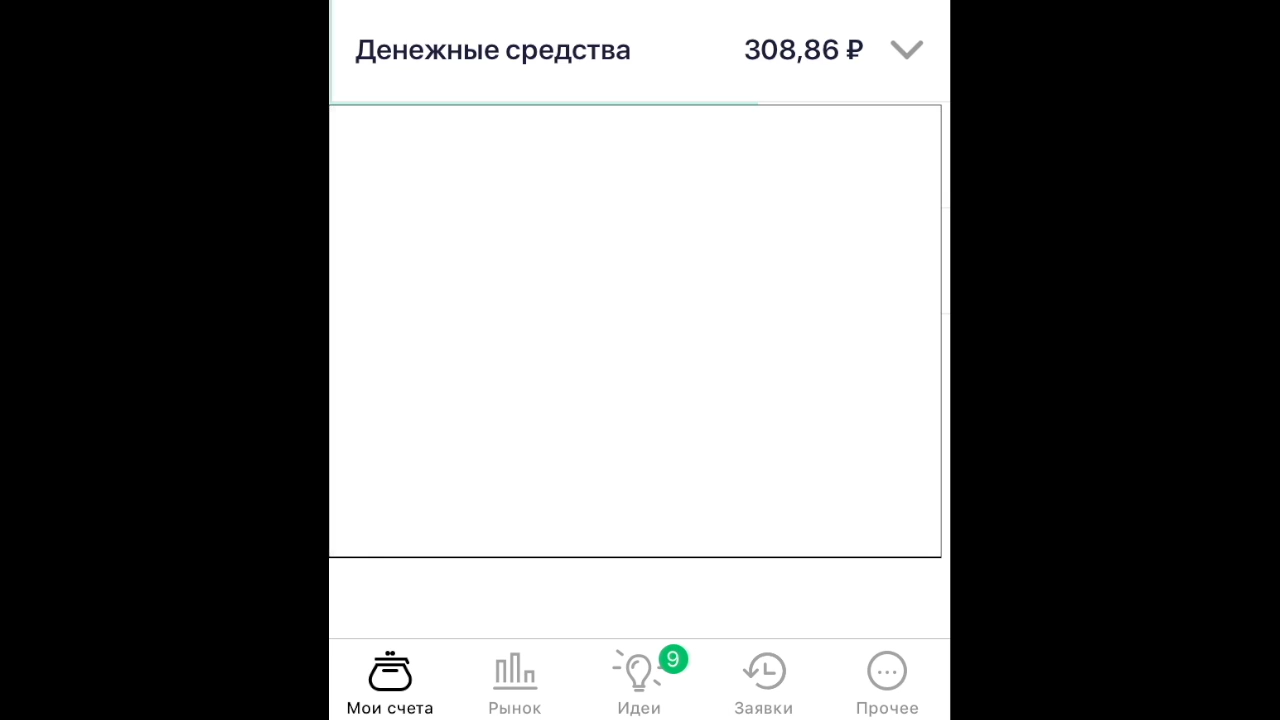 Денежные средства 308,86 ₽
9
Мои счета Рынок Идеи Заявки Прочее